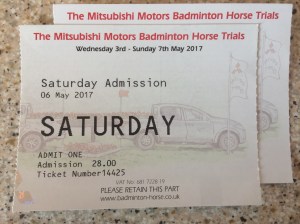 The Mitsubishi Motors Badminton Horse Trials
The Mitsubishi Motors Badminton Horse Trials
Wednesday 3rd - Sunday 7th May 2017
Saturday Admission
06 May 2017
SATURDAY
ADMIT ONE
Admission 28.00
Ticket Number14425
VAT No:
PLEASE RETAIN THIS PART
www.badminton-horse.co.uk